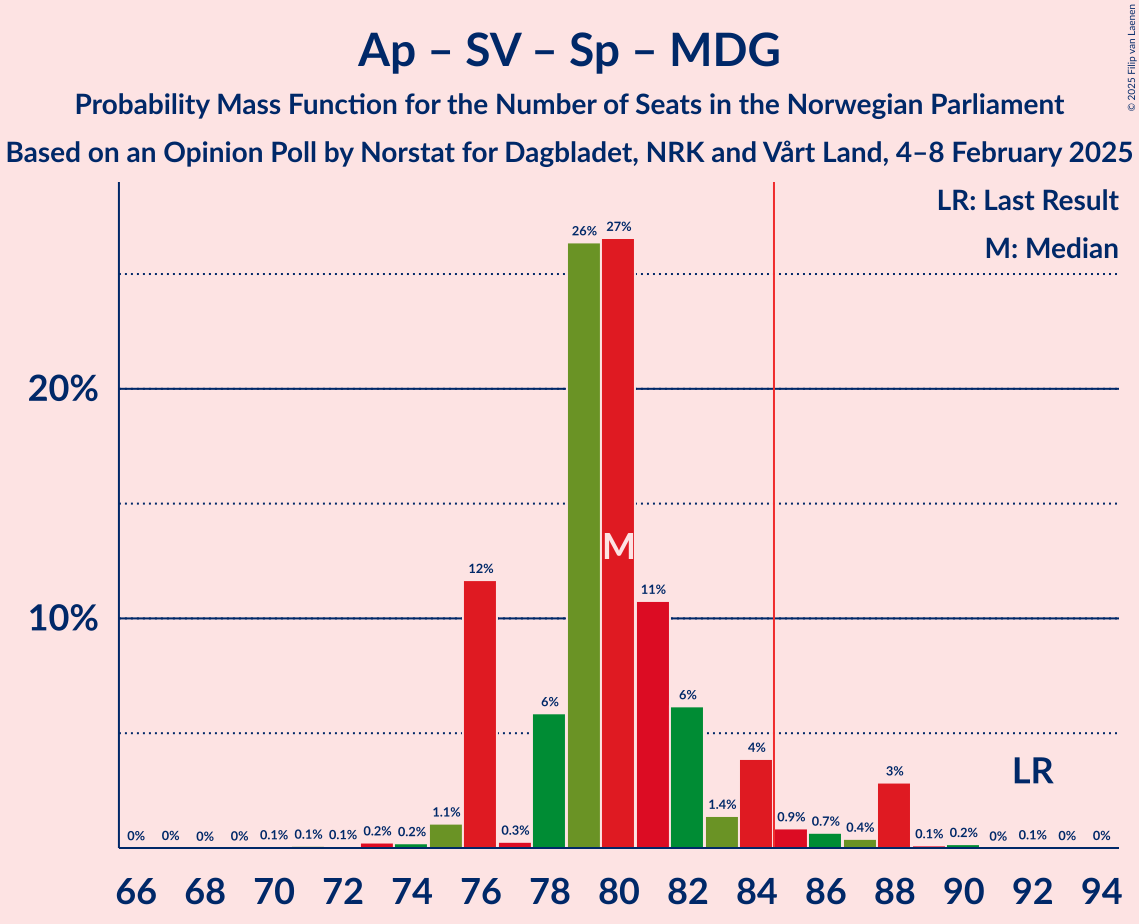 Ap – SV – Sp – MDG
Probability Mass Function for the Number of Seats in the Norwegian Parliament
Based on an Opinion Poll by Norstat for Dagbladet, NRK and Vårt Land, 4–8 February 2025
© 2025 Filip van Laenen
LR: Last Result
M: Median
26% 27%
20%
M
12% 11%
10%
6% 6%
LR
4% 3%
1.1% 1.4%
0% 0% 0% 0% 0.1% 0.1% 0.1% 0.2% 0.2% 0.3% 0.9% 0.7% 0.4% 0.1% 0.2% 0% 0.1% 0% 0%
66 68 70 72 74 76 78 80 82 84 86 88 90 92 94